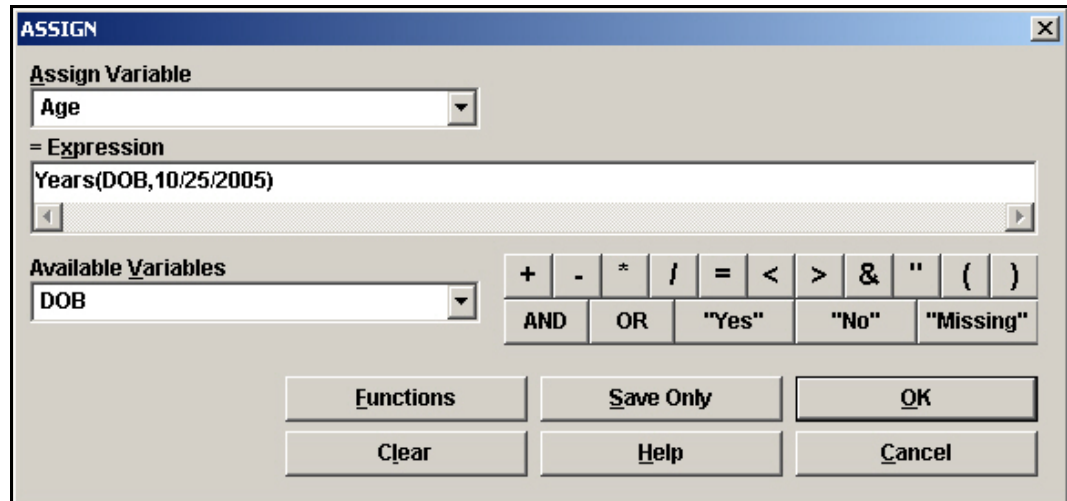 ASSIGN
Assign Variable
Age
= Expression
Years(DOB,10/25/2005)
Available Variables
DOB
+ - * / = < > & " ( )
AND OR "Yes" "No" "Missing"
Functions Save Only OK
Clear Help Cancel